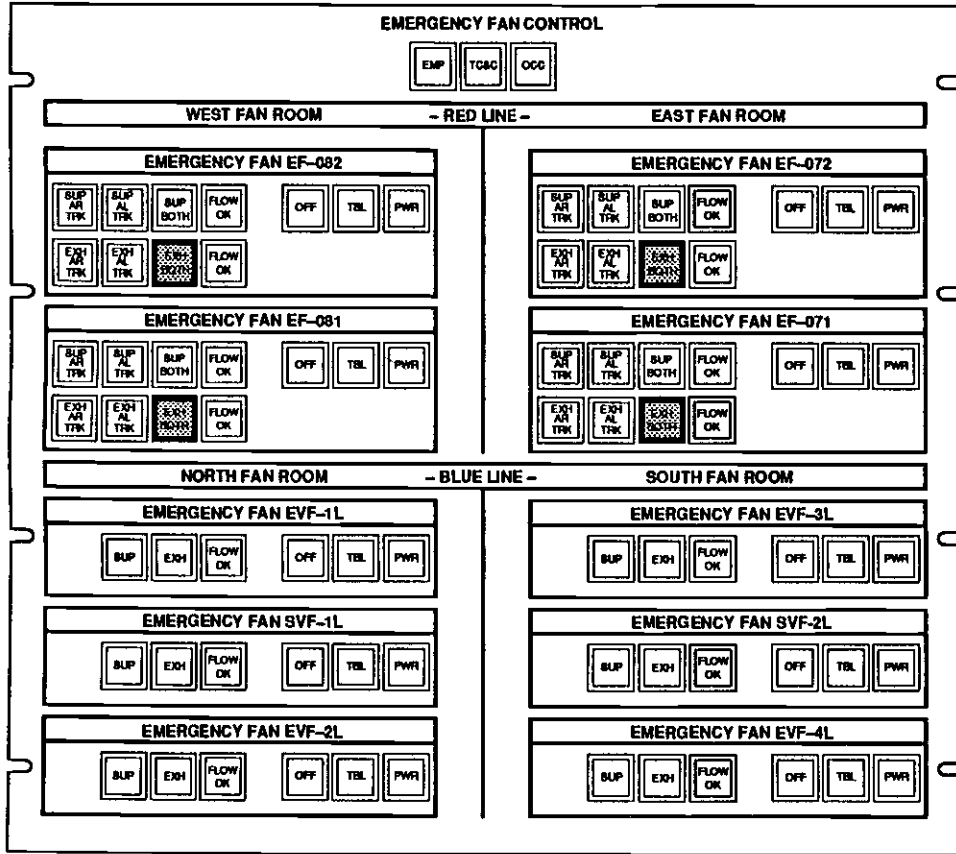 EMERGENCY FAN CONTROL
EMP TC&C OCC
WEST FAN ROOM – RED LINE – EAST FAN ROOM
EMERGENCY FAN EF–082
SUP AR TRK SUP AL TRK SUP BOTH FLOW OK OFF TBL PWR
EXH AR TRK EXH AL TRK EXH BOTH FLOW OK
EMERGENCY FAN EF–072
SUP AR TRK SUP AL TRK SUP BOTH FLOW OK OFF TBL PWR
EXH AR TRK EXH AL TRK EXH BOTH FLOW OK
EMERGENCY FAN EF–081
SUP AR TRK SUP AL TRK SUP BOTH FLOW OK OFF TBL PWR
EXH AR TRK EXH AL TRK EXH BOTH FLOW OK
EMERGENCY FAN EF–071
SUP AR TRK SUP AL TRK SUP BOTH FLOW OK OFF TBL PWR
EXH AR TRK EXH AL TRK EXH BOTH FLOW OK
NORTH FAN ROOM – BLUE LINE – SOUTH FAN ROOM
EMERGENCY FAN EVF–1L
SUP EXH FLOW OK OFF TBL PWR
EMERGENCY FAN EVF–3L
SUP EXH FLOW OK OFF TBL PWR
EMERGENCY FAN SVF–1L
SUP EXH FLOW OK OFF TBL PWR
EMERGENCY FAN SVF-2L
SUP EXH FLOW OK OFF TBL PWR
EMERGENCY FAN EVF–2L
SUP EXH FLOW OK OFF TBL PWR
EMERGENCY FAN EVF–4L
SUP EXH FLOW OK OFF TBL PWR